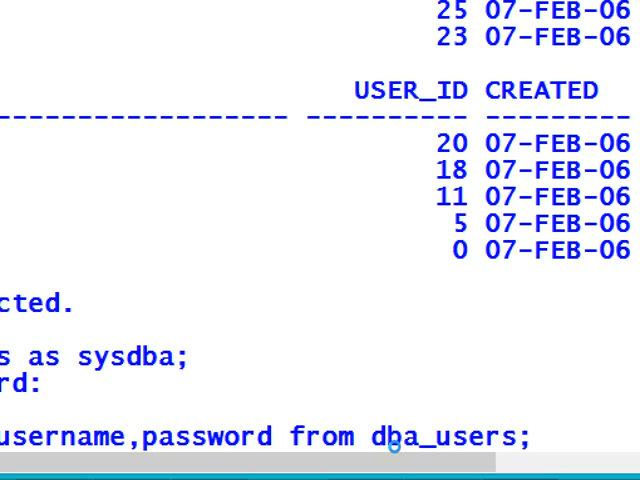 25 07-FEB-06
23 07-FEB-06
USER_ID CREATED
------------------ ---------- ---------
20 07-FEB-06
18 07-FEB-06
11 07-FEB-06
5 07-FEB-06
0 07-FEB-06
cted.
s as sysdba;
rd:
username,password from dba_users;